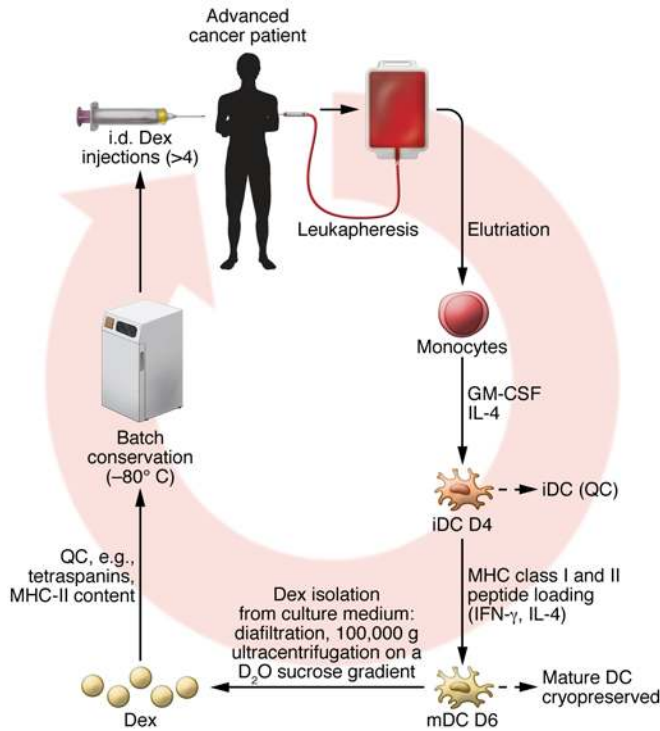 Advanced
cancer patient
i.d. Dex
injections (>4)
Leukapheresis
Elutriation
Monocytes
GM-CSF
IL-4
iDC D4
iDC (QC)
MHC class I and II
peptide loading
(IFN-γ, IL-4)
mDC D6
Mature DC
cryopreserved
Dex isolation
from culture medium:
diafiltration, 100,000 g
ultracentrifugation on a
D₂O sucrose gradient
Dex
QC, e.g.,
tetraspanins,
MHC-II content
Batch
conservation
(–80° C)